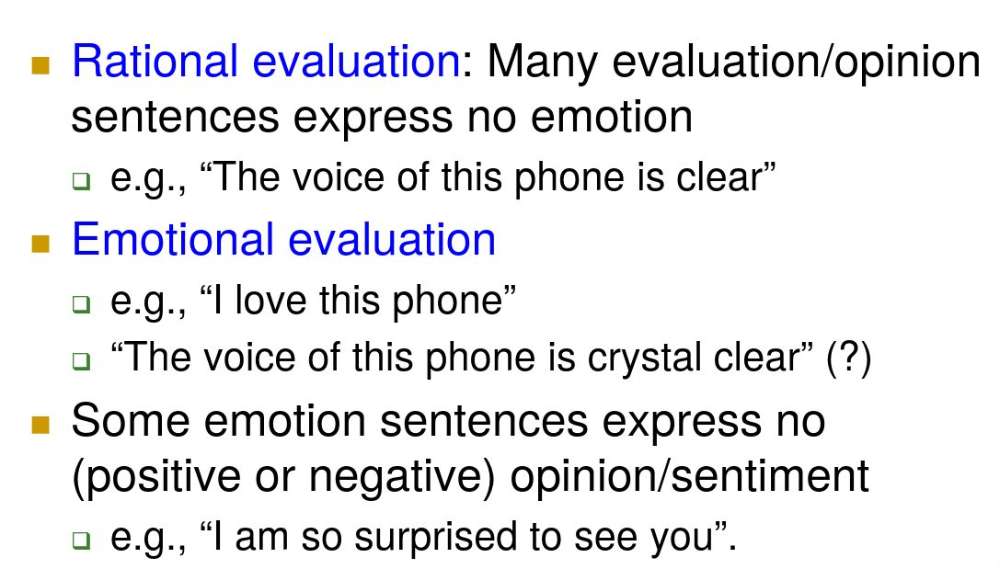 Rational evaluation: Many evaluation/opinion
sentences express no emotion
e.g., “The voice of this phone is clear”
Emotional evaluation
e.g., “I love this phone”
“The voice of this phone is crystal clear” (?)
Some emotion sentences express no
(positive or negative) opinion/sentiment
e.g., “I am so surprised to see you”.